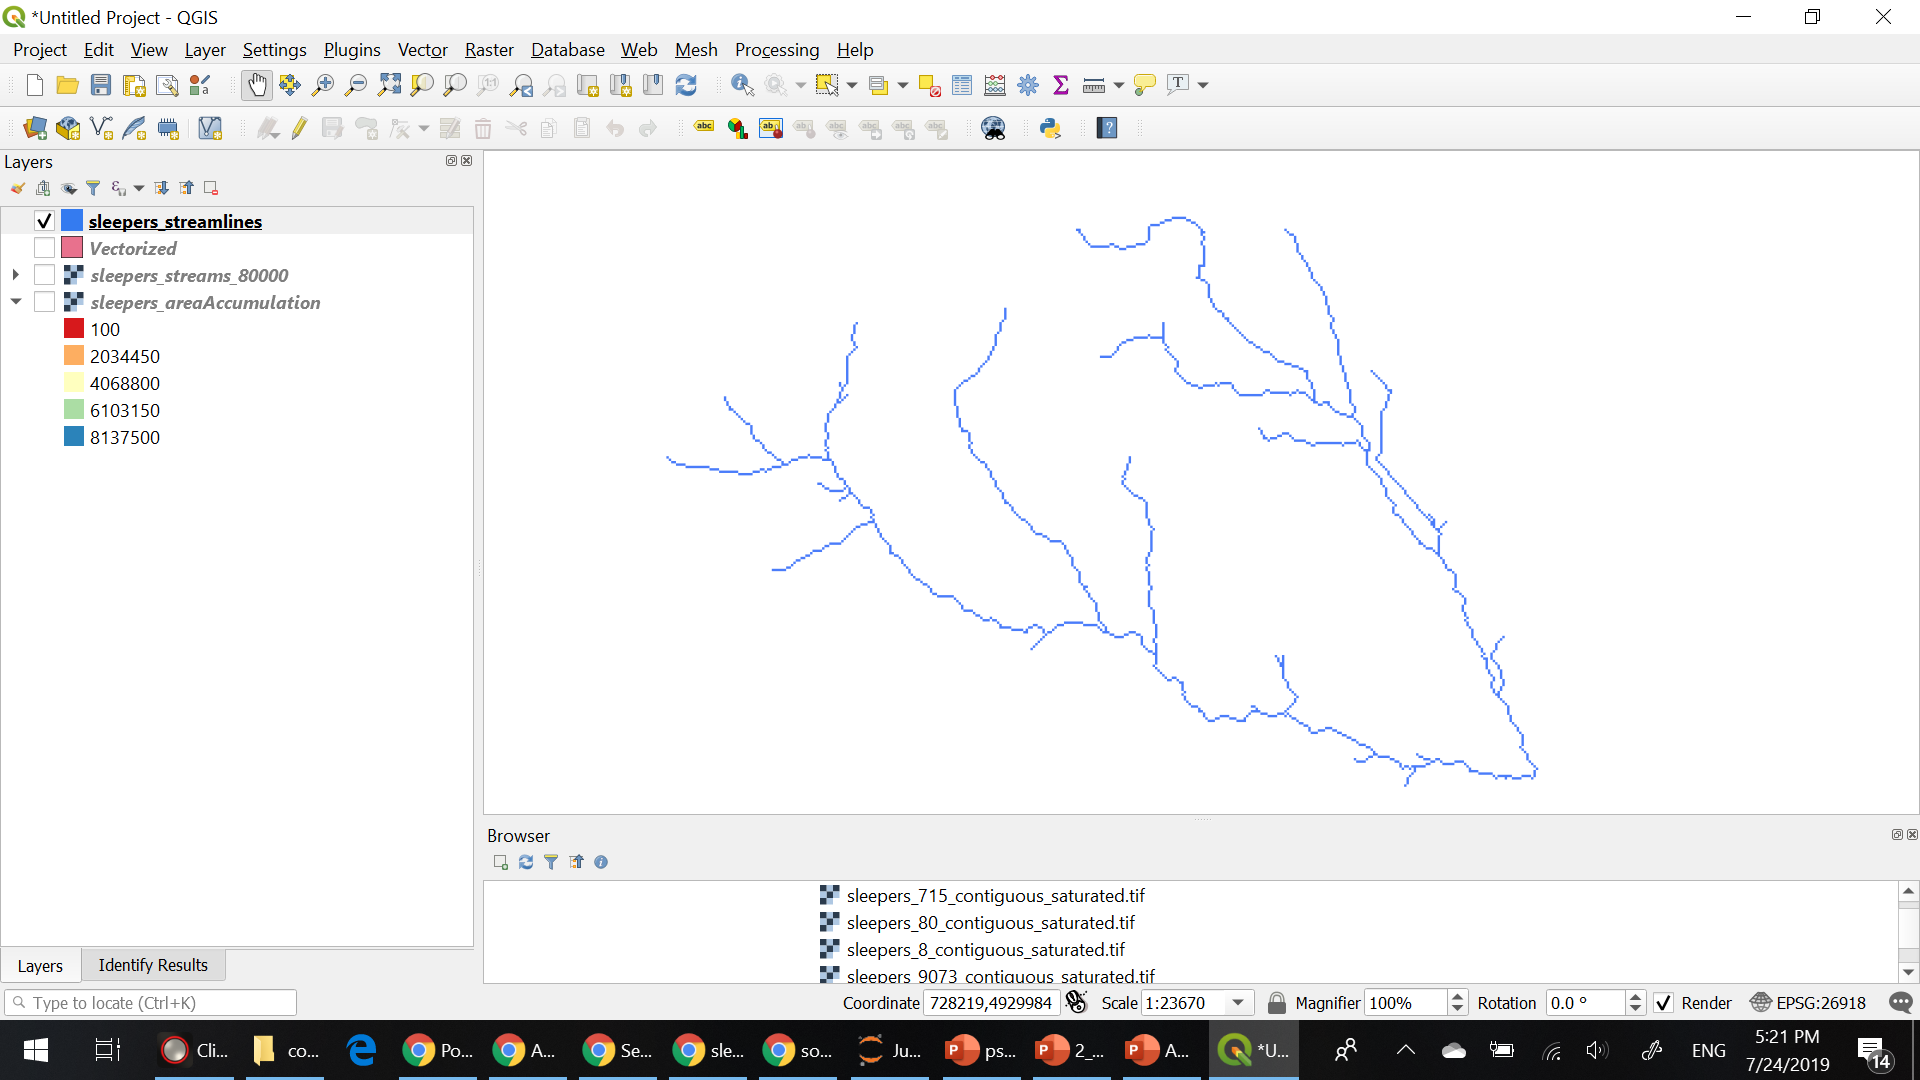 *Untitled Project - QGIS
Project Edit View Layer Settings Plugins Vector Raster Database Web Mesh Processing Help
Layers
sleepers_streamlines
Vectorized
sleepers_streams_80000
sleepers_areaAccumulation
100
2034450
4068800
6103150
8137500
Layers Identify Results
Browser
sleepers_715_contiguous_saturated.tif
sleepers_80_contiguous_saturated.tif
sleepers_8_contiguous_saturated.tif
sleepers_9073_contiguous_saturated.tif
Type to locate (Ctrl+K) Coordinate 728219,4929984 Scale 1:23670 Magnifier 100% Rotation 0.0 ° Render EPSG:26918
Cli... co... Po... A... Se... sle... so... Ju... ps... 2_... A... *U... ENG 5:21 PM
7/24/2019 14